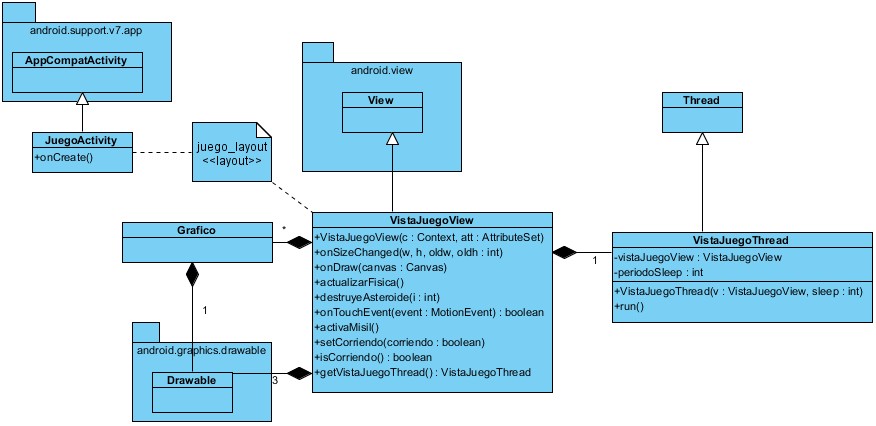 android.support.v7.app
AppCompatActivity
JuegoActivity
+onCreate()
juego_layout
<<layout>>
android.view
View
Thread
Grafico
*
1
android.graphics.drawable
Drawable
3
VistaJuegoView
+VistaJuegoView(c : Context, att : AttributeSet)
+onSizeChanged(w, h, oldw, oldh : int)
+onDraw(canvas : Canvas)
+actualizarFisica()
+destruyeAsteroide(i : int)
+onTouchEvent(event : MotionEvent) : boolean
+activaMisil()
+setCorriendo(corriendo : boolean)
+isCorriendo() : boolean
+getVistaJuegoThread() : VistaJuegoThread
1
VistaJuegoThread
-vistaJuegoView : VistaJuegoView
-periodoSleep : int
+VistaJuegoThread(v : VistaJuegoView, sleep : int)
+run()